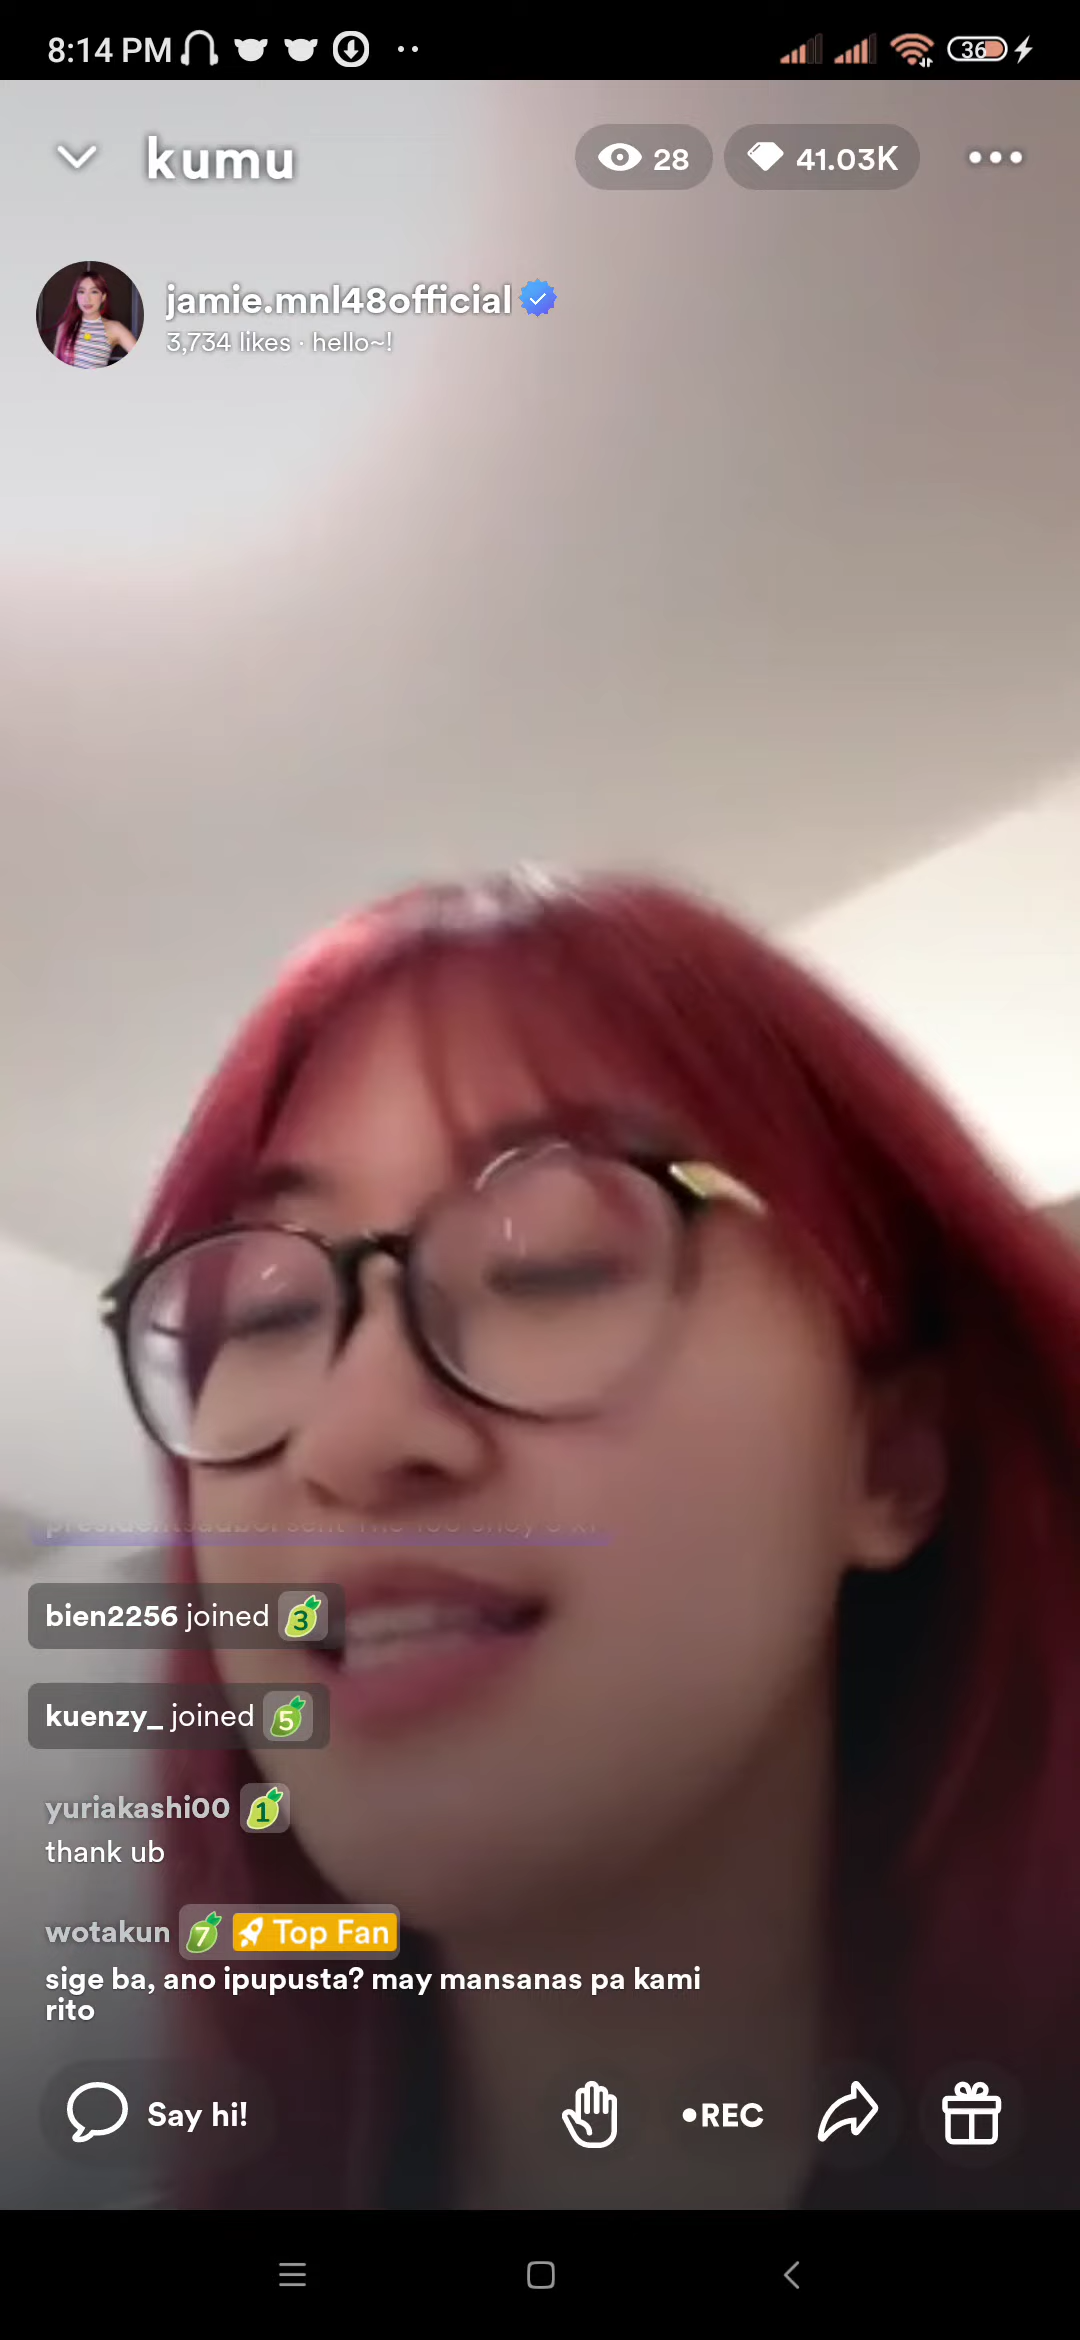 8:14 PM
36
kumu
28
41.03K
jamie.mnl48official
3,734 likes · hello~!
bien2256 joined 3
kuenzy_ joined 5
yuriakashi00 1
thank ub
wotakun 7 Top Fan
sige ba, ano ipupusta? may mansanas pa kami
rito
Say hi!
•REC